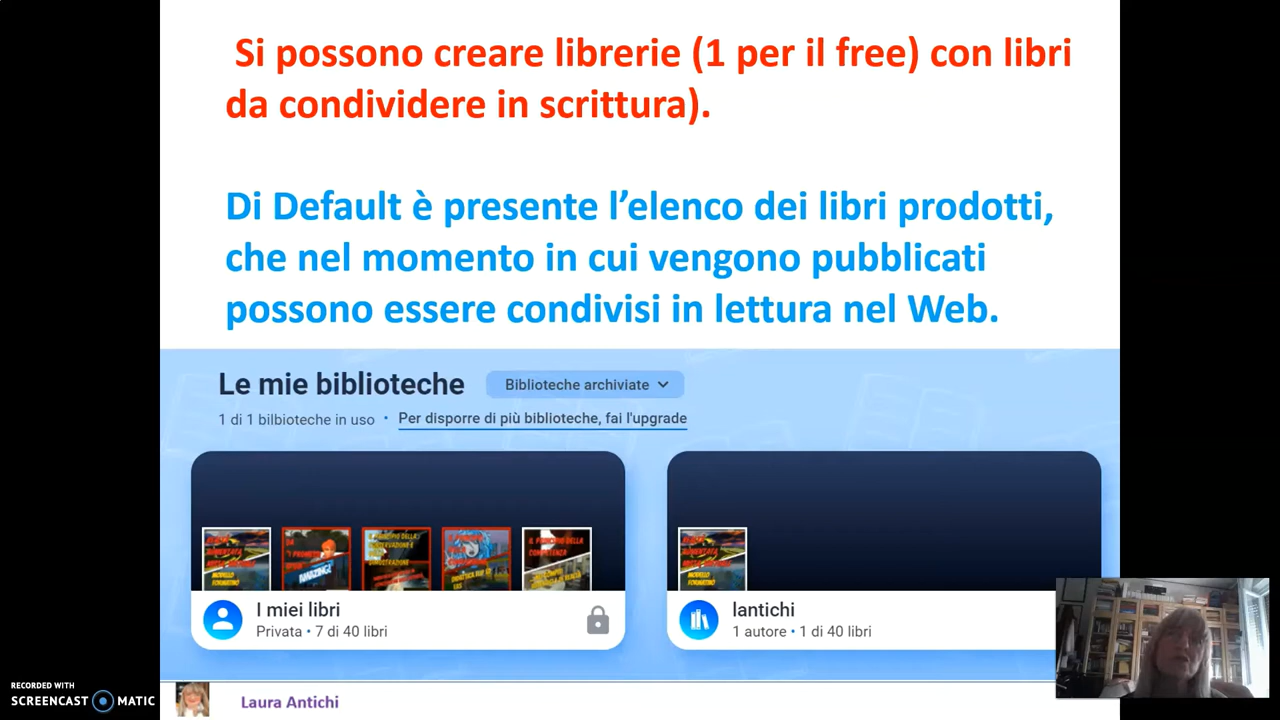 Si possono creare librerie (1 per il free) con libri
da condividere in scrittura).
Di Default è presente l’elenco dei libri prodotti,
che nel momento in cui vengono pubblicati
possono essere condivisi in lettura nel Web.
Le mie biblioteche
Biblioteche archiviate
1 di 1 bilbioteche in uso • Per disporre di più biblioteche, fai l'upgrade
I miei libri
Privata • 7 di 40 libri
lantichi
1 autore • 1 di 40 libri
RECORDED WITH
SCREENCAST MATIC
Laura Antichi